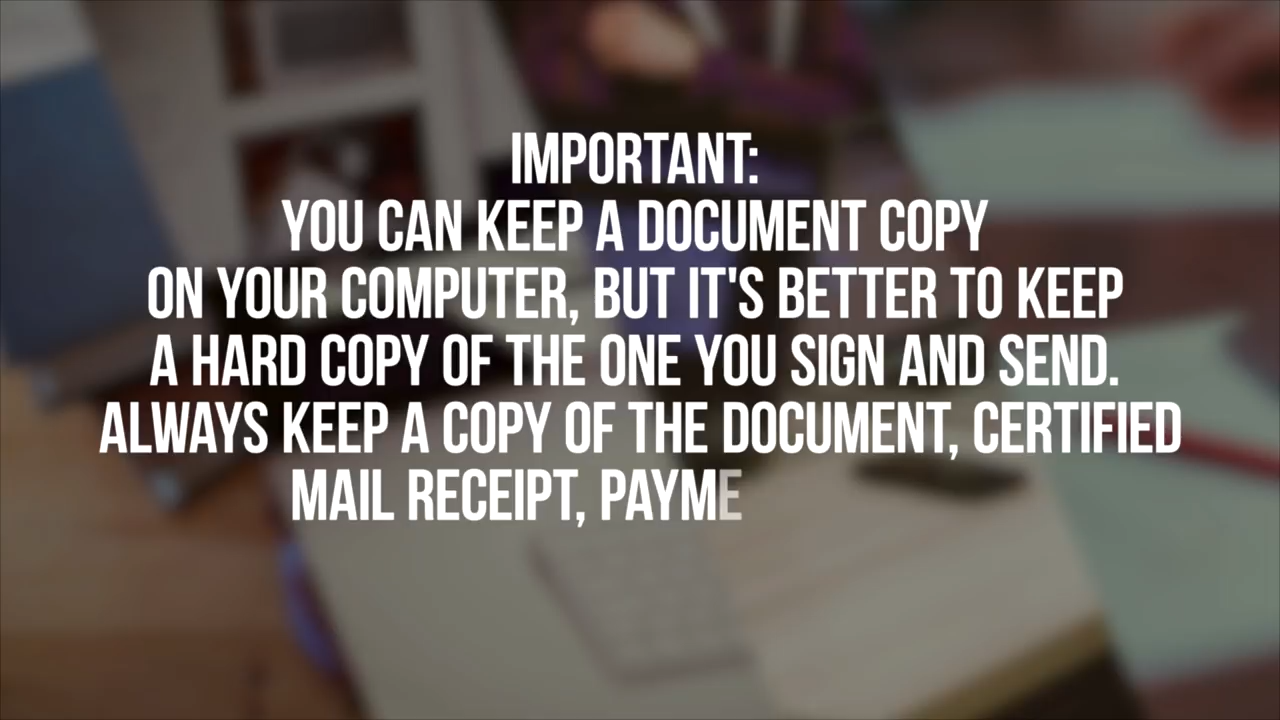 IMPORTANT:
YOU CAN KEEP A DOCUMENT COPY
ON YOUR COMPUTER, BUT IT'S BETTER TO KEEP
A HARD COPY OF THE ONE YOU SIGN AND SEND.
ALWAYS KEEP A COPY OF THE DOCUMENT, CERTIFIED
MAIL RECEIPT, PAYME